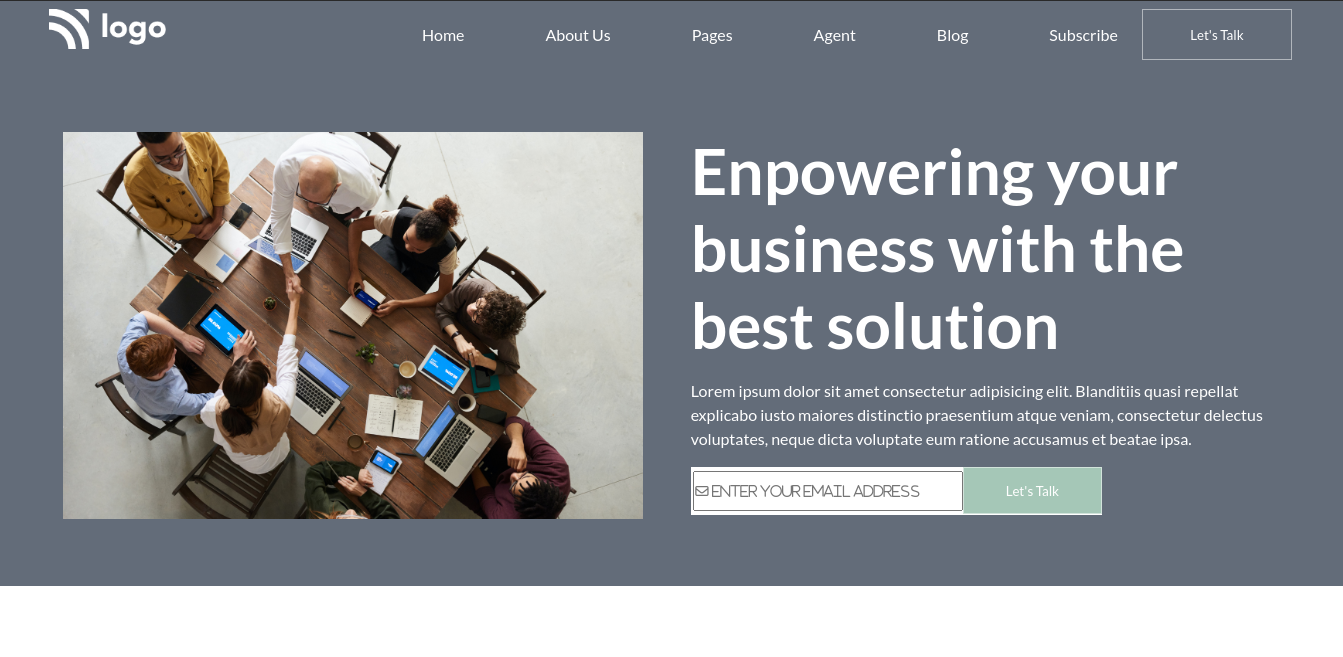 logo
Home About Us Pages Agent Blog Subscribe Let's Talk
Enpowering your
business with the
best solution
Lorem ipsum dolor sit amet consectetur adipisicing elit. Blanditiis quasi repellat
explicabo iusto maiores distinctio praesentium atque veniam, consectetur delectus
voluptates, neque dicta voluptate eum ratione accusamus et beatae ipsa.
ENTER YOUR EMAIL ADDRESS Let's Talk